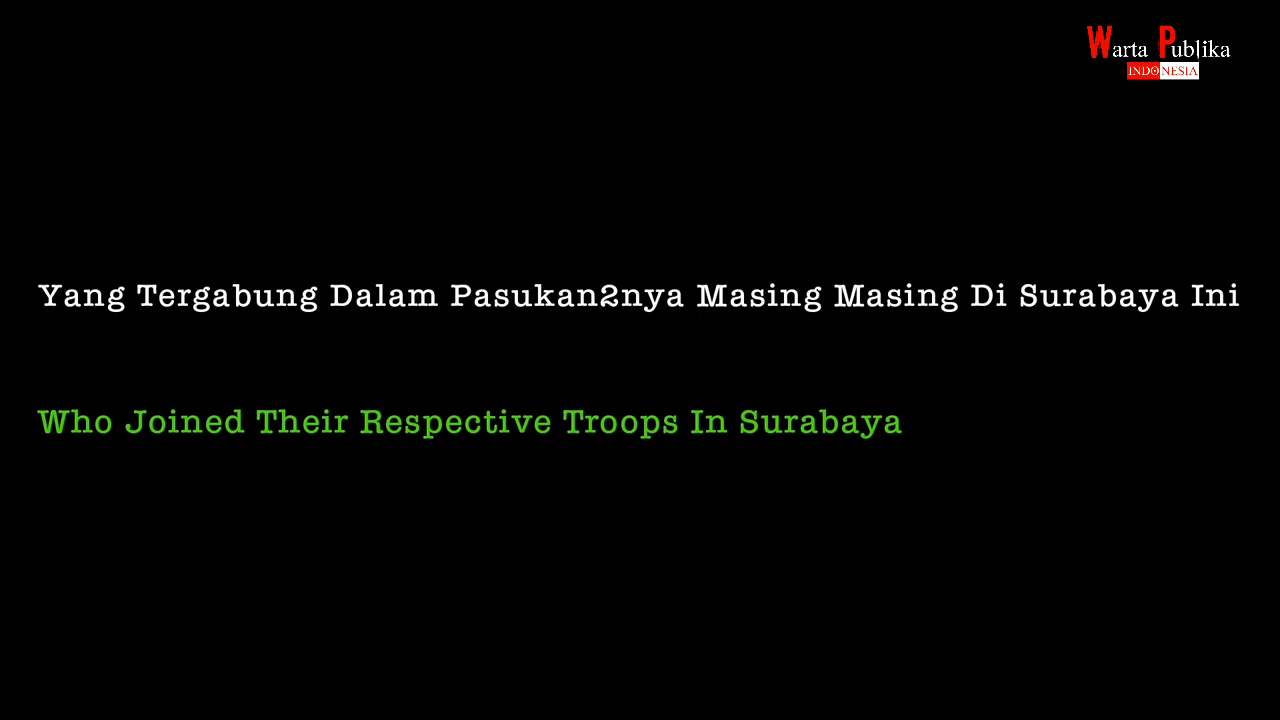 Warta Publika
INDONESIA
Yang Tergabung Dalam Pasukan2nya Masing Masing Di Surabaya Ini
Who Joined Their Respective Troops In Surabaya